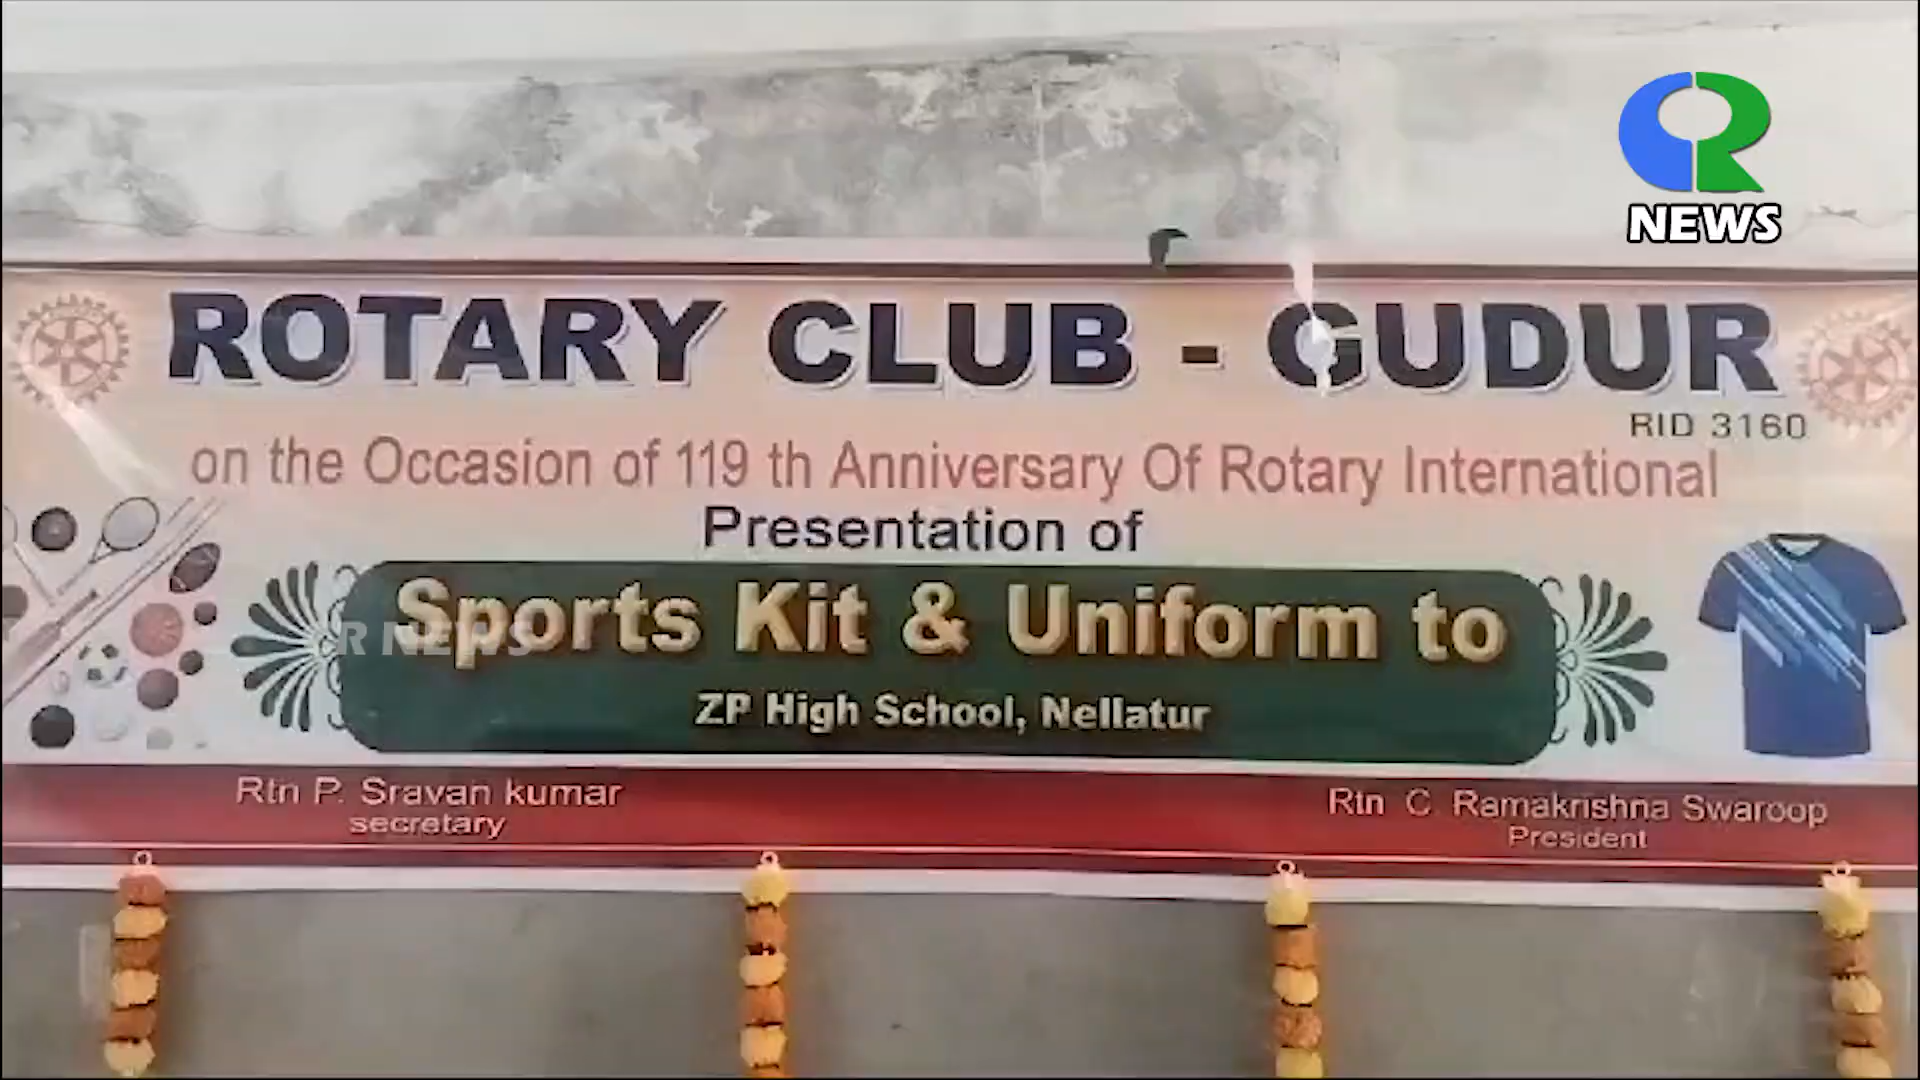 NEWS
ROTARY CLUB - GUDUR
RID 3160
on the Occasion of 119 th Anniversary Of Rotary International
Presentation of
Sports Kit & Uniform to
R NEWS
ZP High School, Nellatur
Rtn P. Sravan kumar
secretary
Rtn C Ramakrishna Swaroop
President